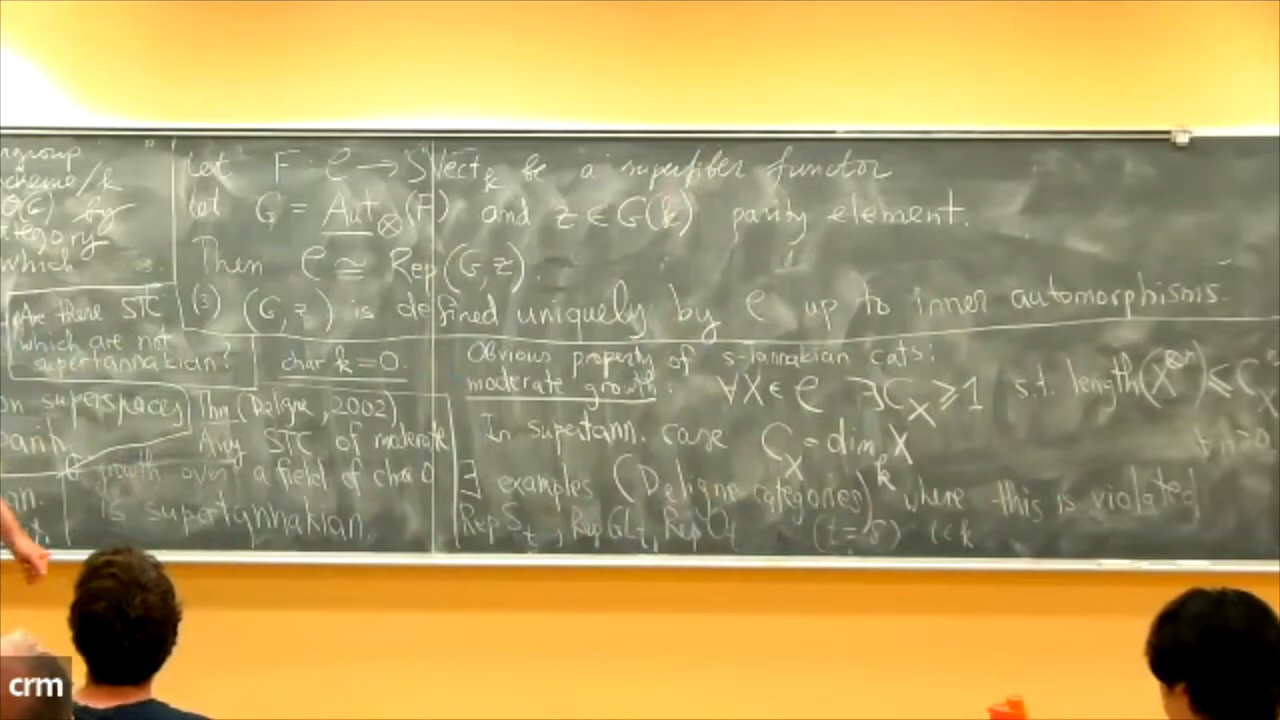 scheme/k
O(G) by
which
Are there STC
which are not
supertannakian?
on superspaces
Let F: C → SVect_k be a superfiber functor
Let G = Aut_⊗(F) and z ∈ G(k) parity element.
Then C ≅ Rep(G,z).
(3) (G,z) is defined uniquely by C up to inner automorphisms.
char k = 0.
Thm (Deligne, 2002)
Any STC of moderate
growth over a field of char 0
is supertannakian.
Obvious property of s-tannakian cats:
moderate growth. ∀X ∈ C ∃C_X ⩾ 1 s.t. length(X^{⊗n}) ⩽ C_X^n
∀ n ⩾ 0.
In supertann. case C_X = dim_k X
∃ examples (Deligne categories) where this is violated
Rep S_t, Rep GL_t, Rep O_t